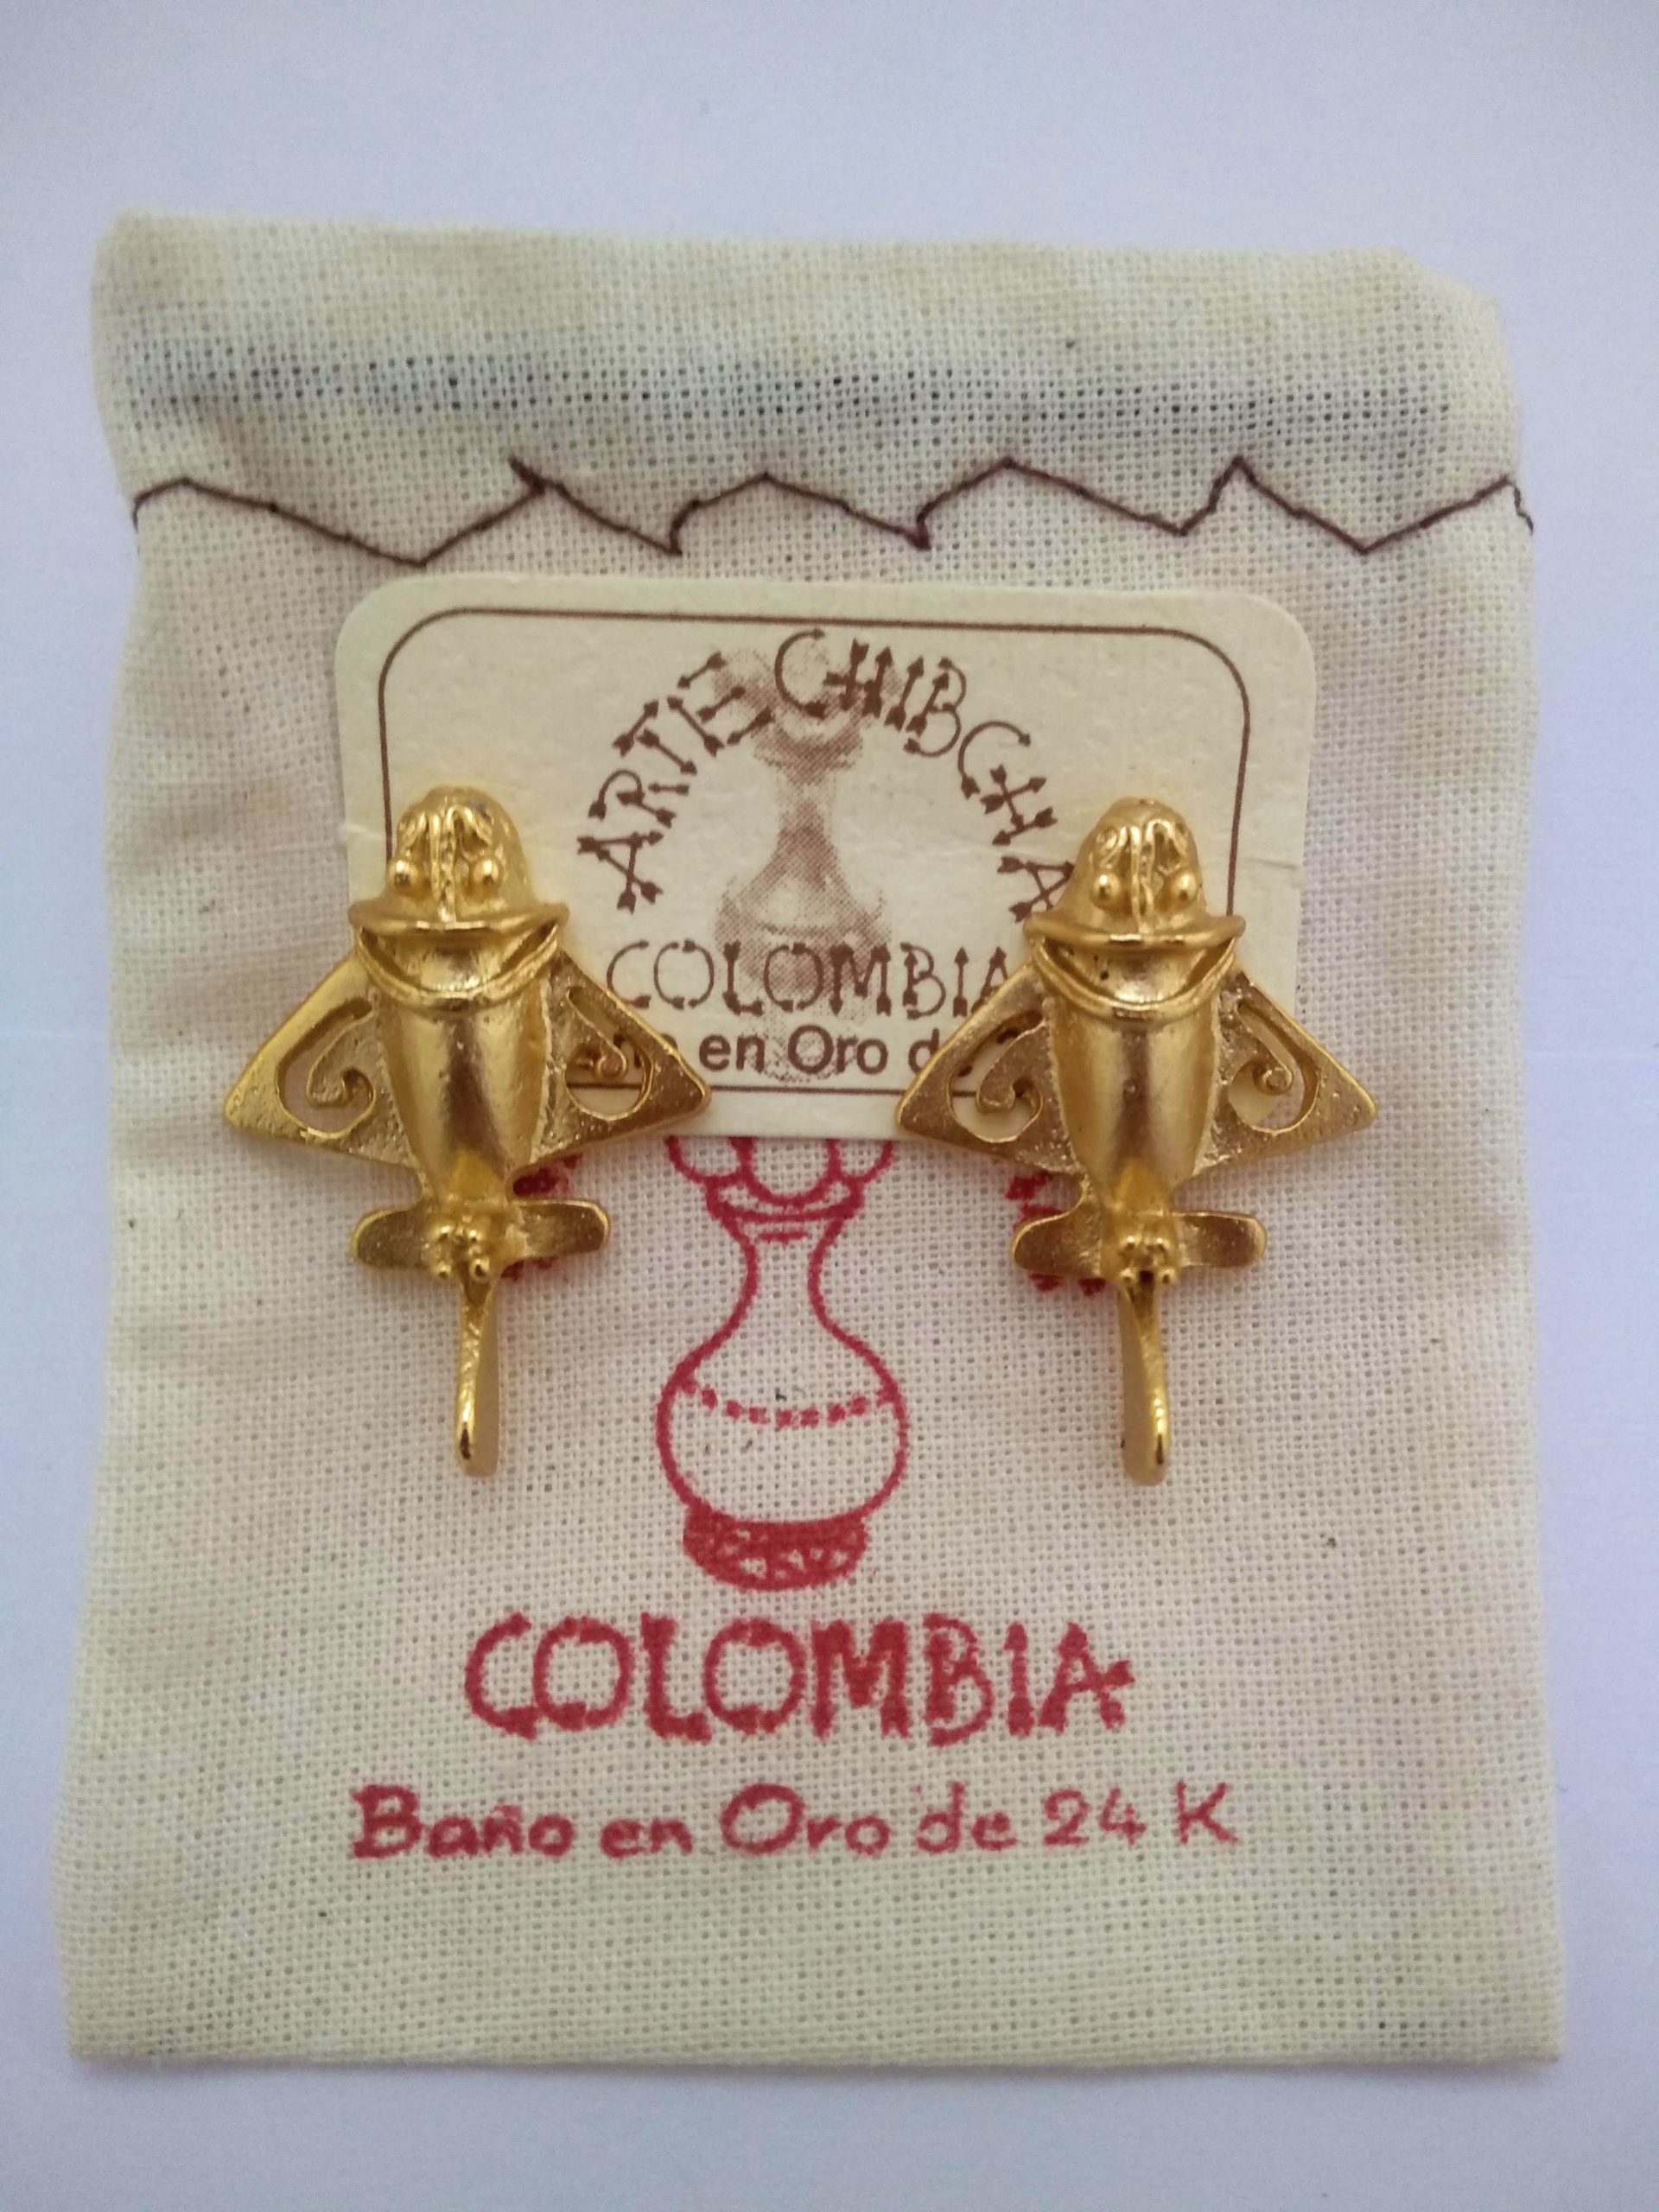 ARTE CHIBCHA
COLOMBIA
en Oro
COLOMBIA
Baño en Oro de 24 K